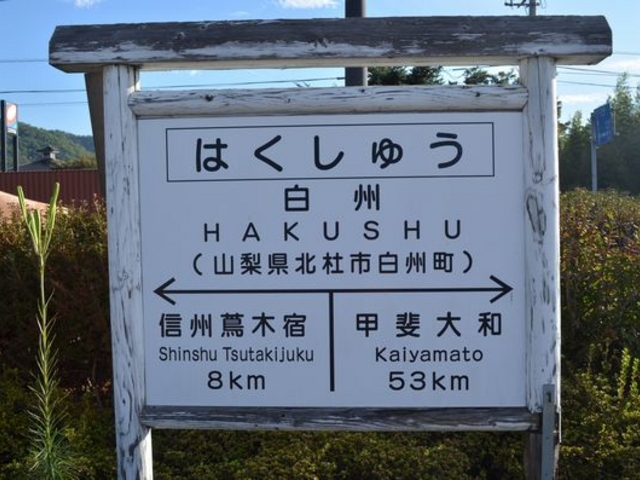 はくしゅう
白州
HAKUSHU
(山梨県北杜市白州町)
信州蔦木宿
Shinshu Tsutakijuku
8km
甲斐大和
Kaiyamato
53km